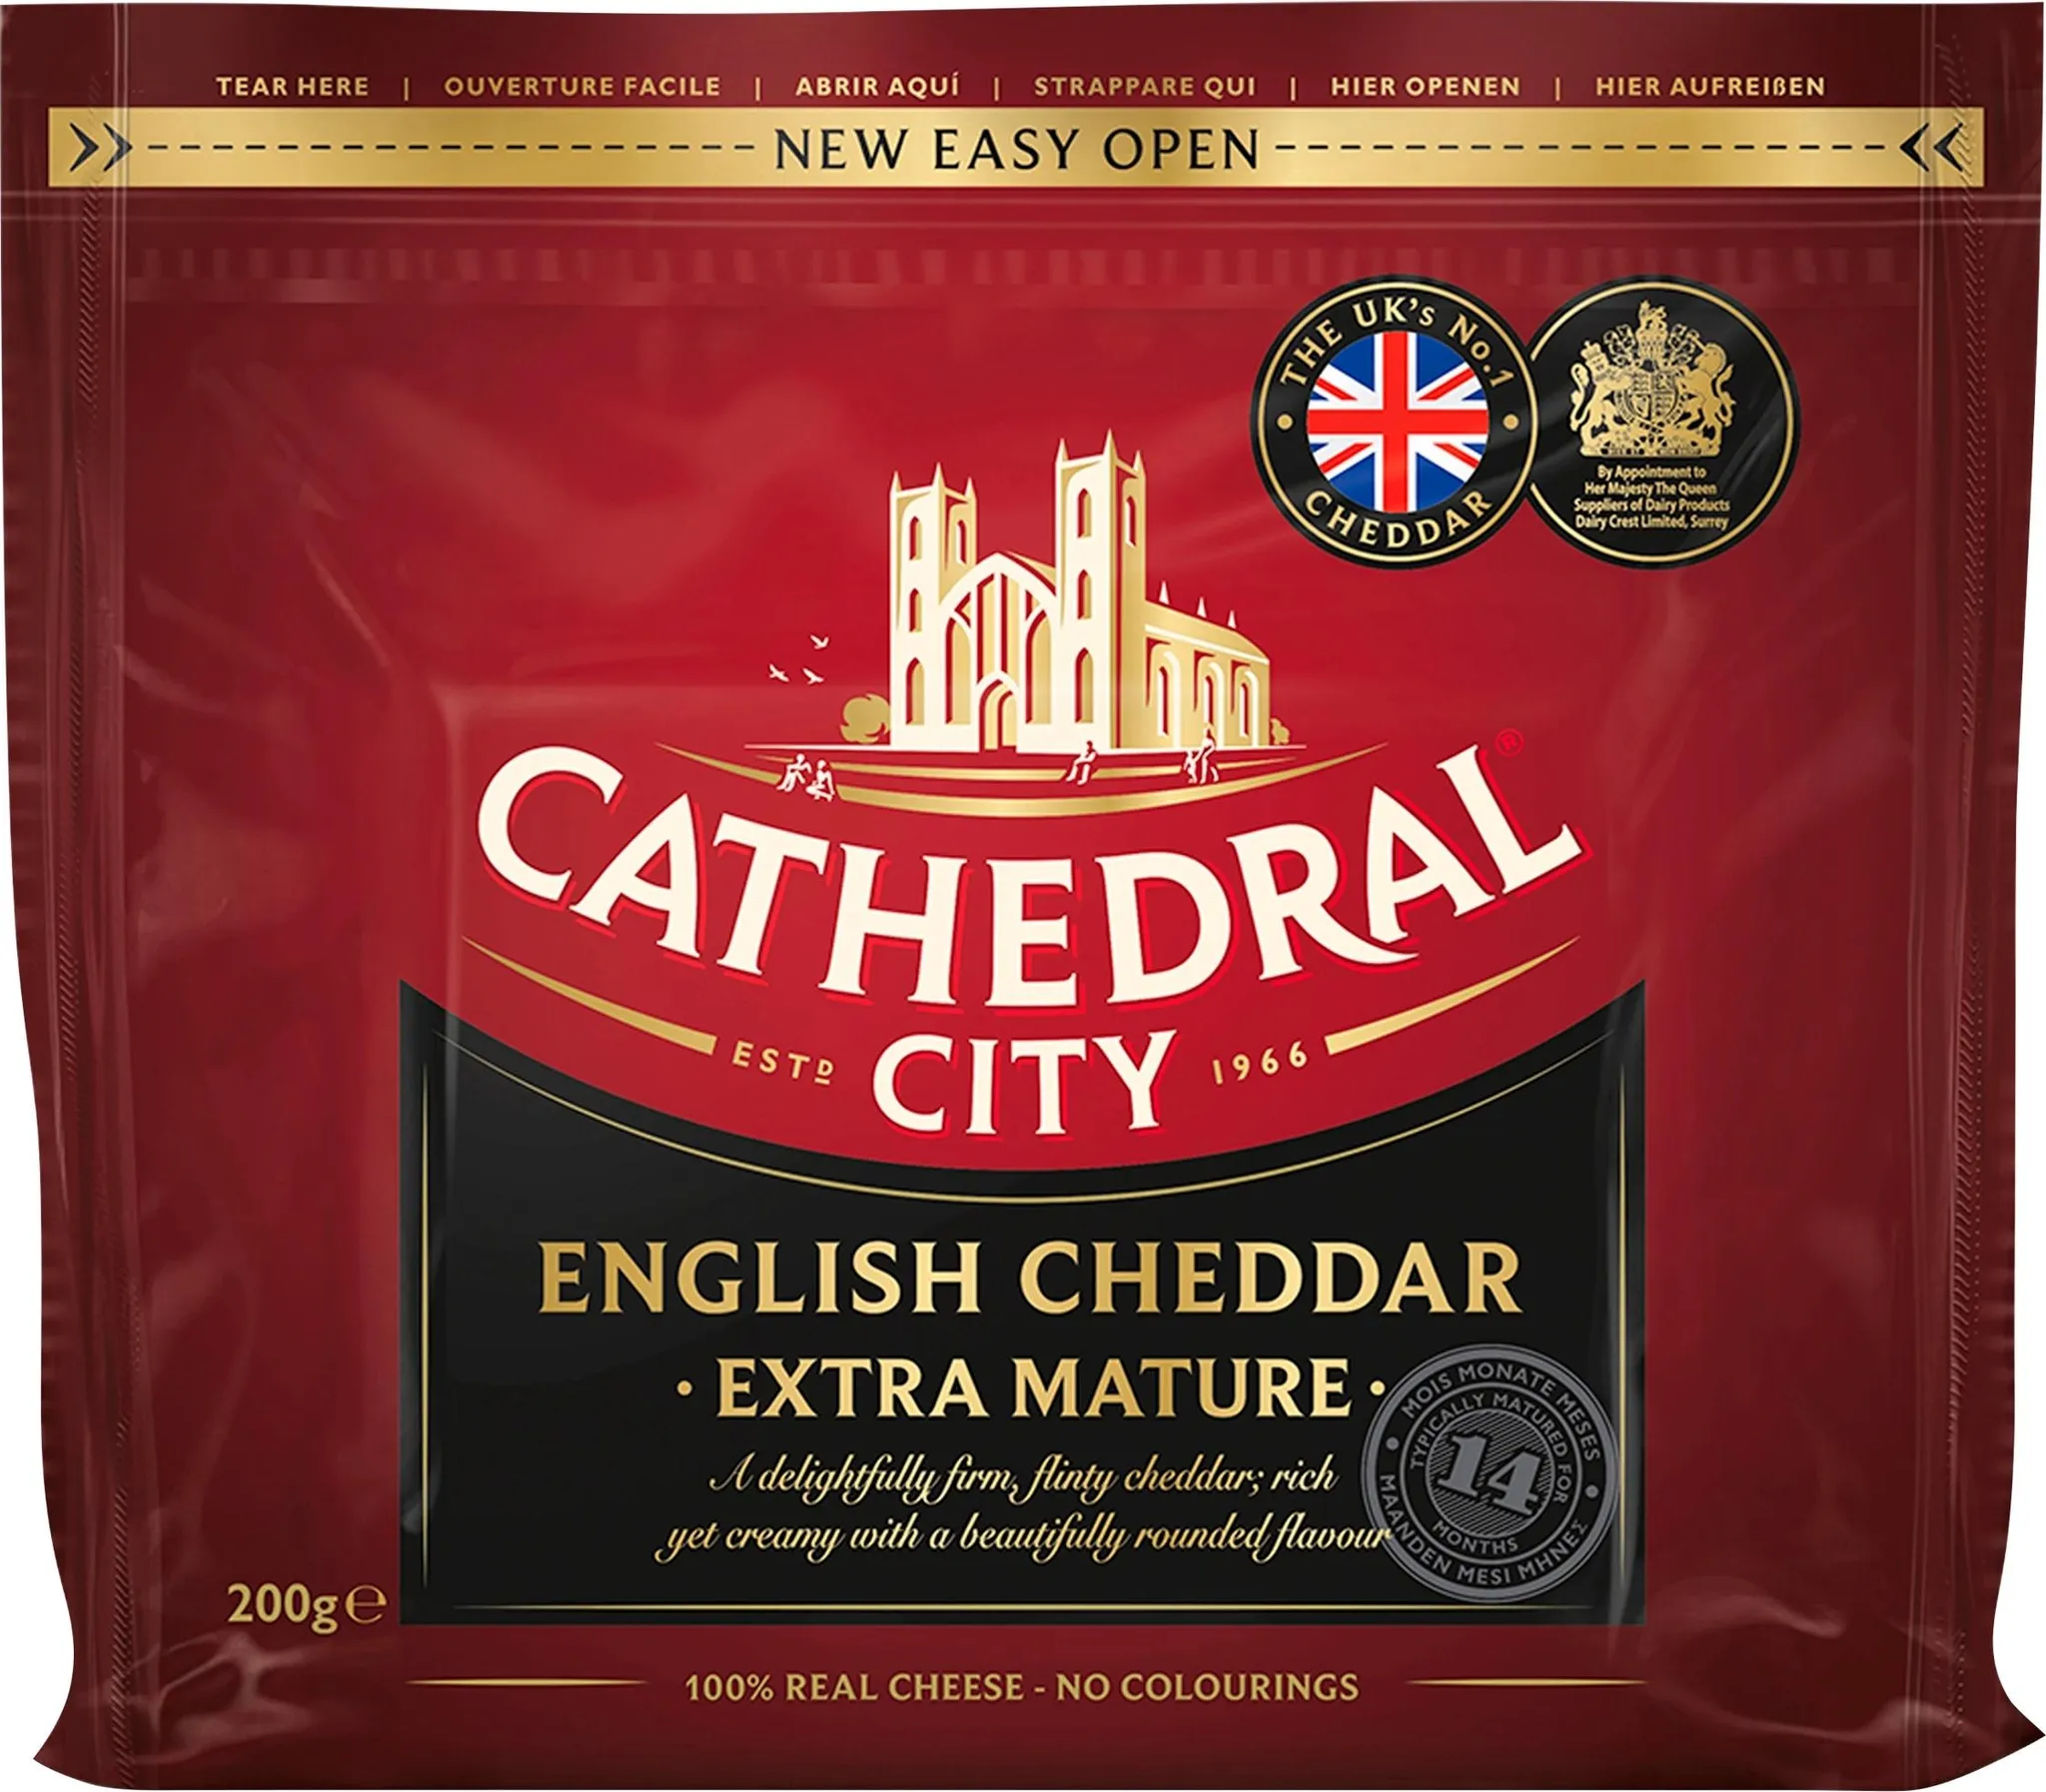 TEAR HERE | OUVERTURE FACILE | ABRIR AQUÍ | STRAPPARE QUI | HIER OPENEN | HIER AUFREIßEN
NEW EASY OPEN
THE UK'S No.1
CHEDDAR
By Appointment to
Her Majesty The Queen
Suppliers of Dairy Products
Dairy Crest Limited, Surrey
CATHEDRAL®
ESTD CITY 1966
ENGLISH CHEDDAR
· EXTRA MATURE ·
A delightfully firm, flinty cheddar; rich
yet creamy with a beautifully rounded flavour
MOIS MONATE MESES
TYPICALLY MATURED FOR
14
MONTHS
MAANDEN MESI ΜΗΝΕΣ
200g℮
100% REAL CHEESE - NO COLOURINGS